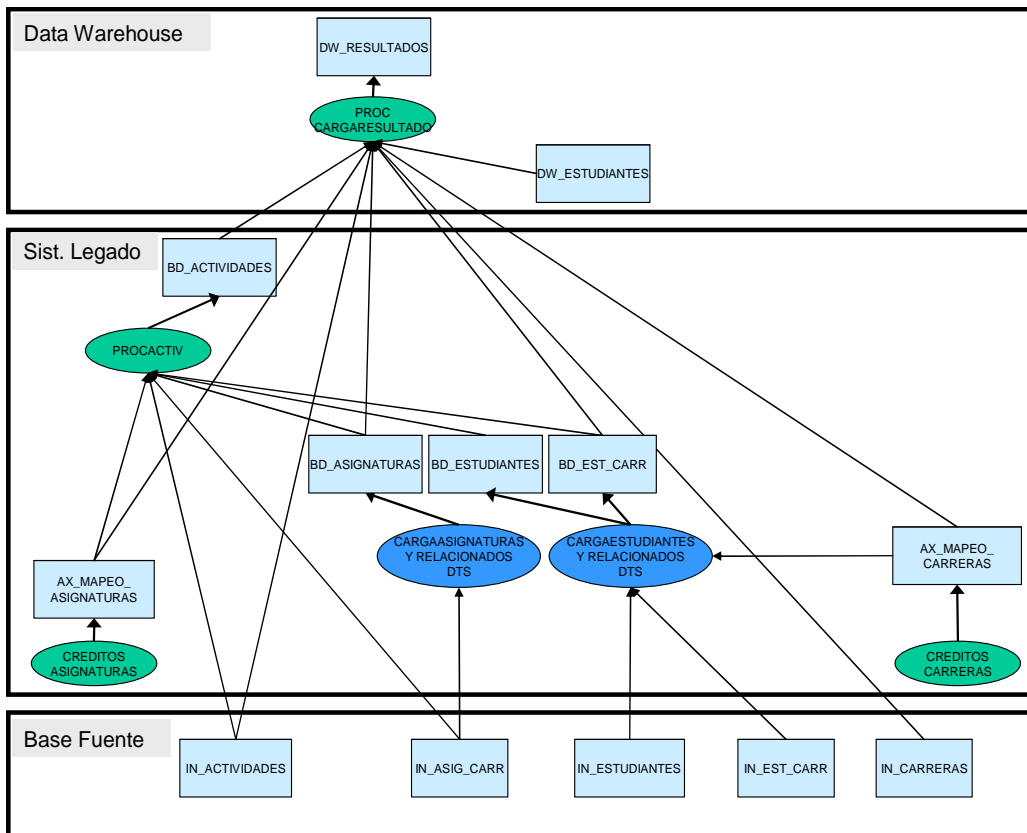 Data Warehouse
DW_RESULTADOS
PROC
CARGARESULTADO
DW_ESTUDIANTES
Sist. Legado
BD_ACTIVIDADES
PROCACTIV
BD_ASIGNATURAS
BD_ESTUDIANTES
BD_EST_CARR
CARGAASIGNATURAS
Y RELACIONADOS
DTS
CARGAESTUDIANTES
Y RELACIONADOS
DTS
AX_MAPEO_
CARRERAS
AX_MAPEO_
ASIGNATURAS
CREDITOS
ASIGNATURAS
CREDITOS
CARRERAS
Base Fuente
IN_ACTIVIDADES
IN_ASIG_CARR
IN_ESTUDIANTES
IN_EST_CARR
IN_CARRERAS